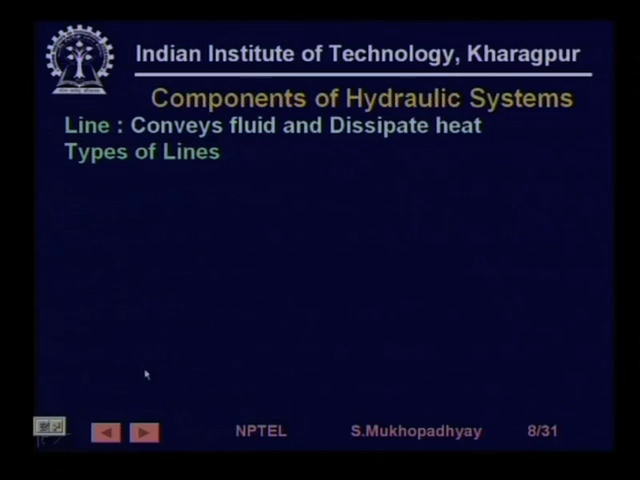 Indian Institute of Technology, Kharagpur
Components of Hydraulic Systems
Line : Conveys fluid and Dissipate heat
Types of Lines
NPTEL S.Mukhopadhyay 8/31